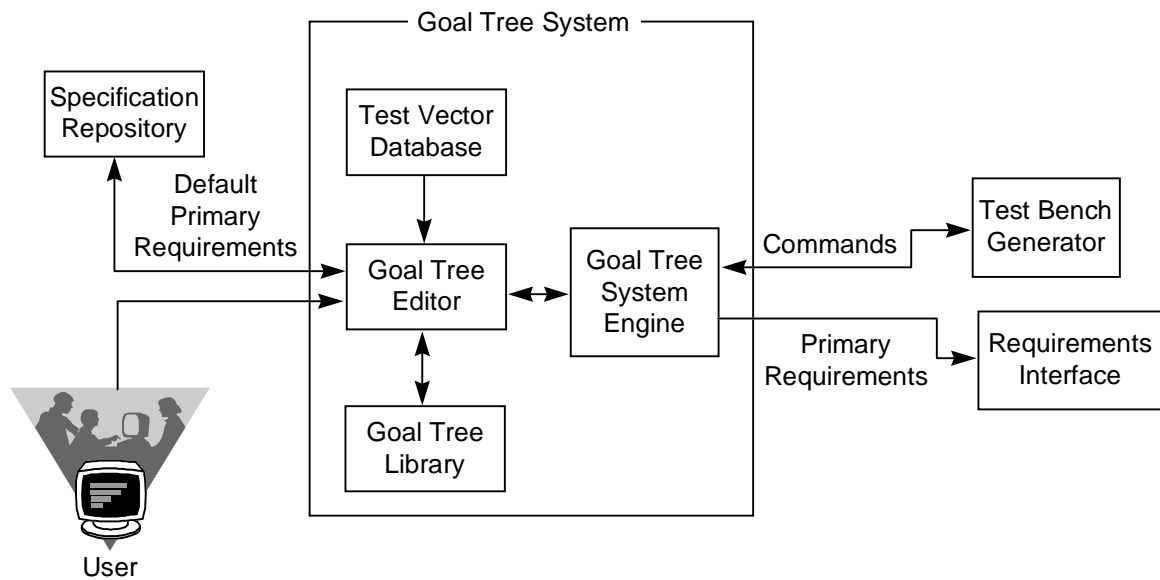 Goal Tree System
Specification
Repository
Test Vector
Database
Default
Primary
Requirements
Goal Tree
Editor
Goal Tree
System
Engine
Commands
Test Bench
Generator
Primary
Requirements
Requirements
Interface
Goal Tree
Library
User